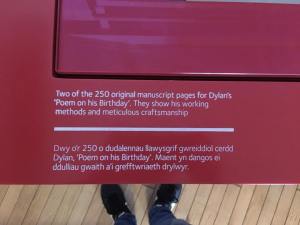 Two of the 250 original manuscript pages for Dylan's
'Poem on his Birthday'. They show his working
methods and meticulous craftsmanship
Dwy o'r 250 o dudalennau llawysgrif gwreiddiol cerdd
Dylan, 'Poem on his Birthday'. Maent yn dangos ei
ddulliau gwaith a'i grefftwriaeth drylwyr.